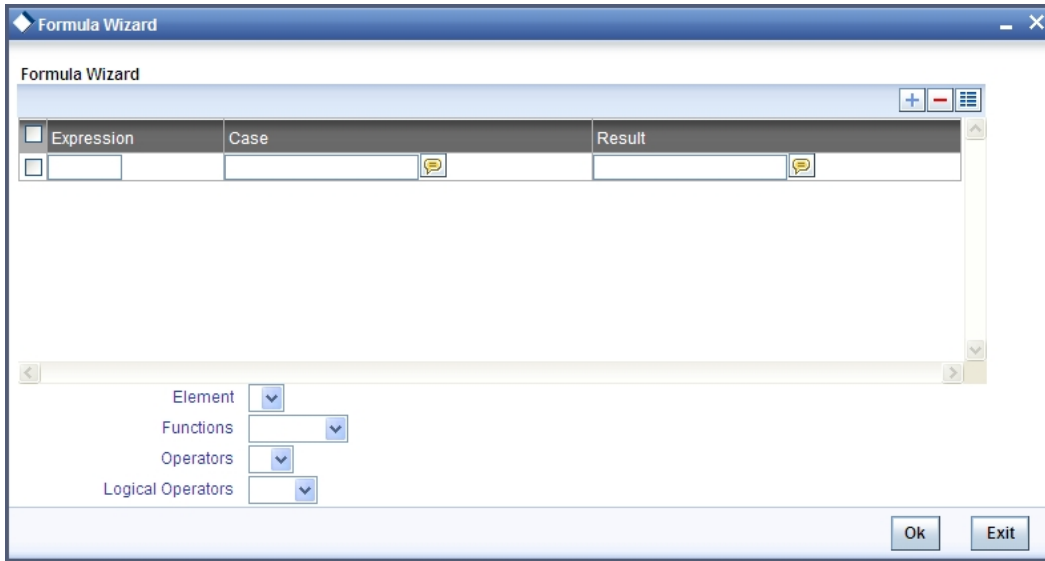 Formula Wizard
Formula Wizard
Expression Case Result
Element
Functions
Operators
Logical Operators
Ok Exit